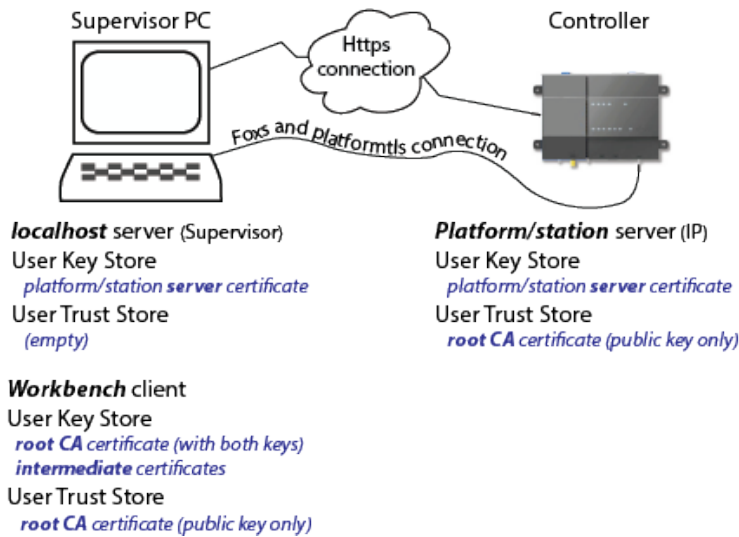 Supervisor PC
Https
connection
Controller
Foxs and platformtls connection
localhost server (Supervisor)
User Key Store
platform/station server certificate
User Trust Store
(empty)
Platform/station server (IP)
User Key Store
platform/station server certificate
User Trust Store
root CA certificate (public key only)
Workbench client
User Key Store
root CA certificate (with both keys)
intermediate certificates
User Trust Store
root CA certificate (public key only)